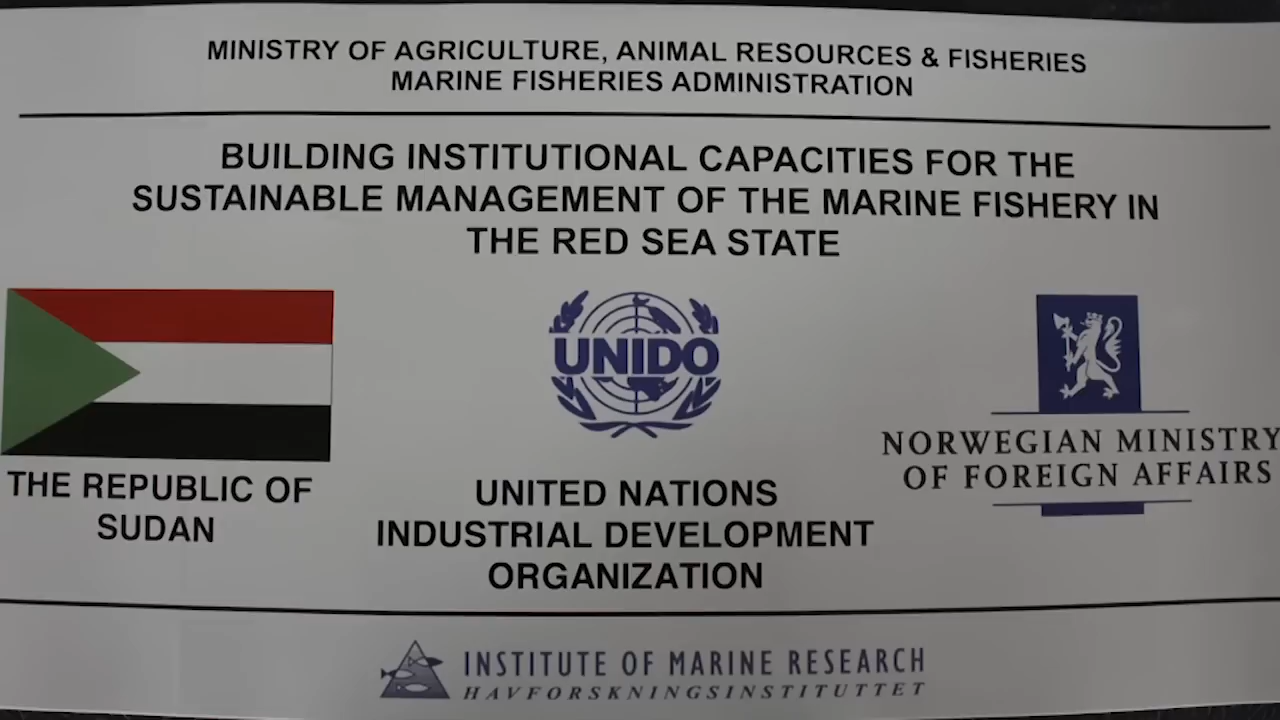 MINISTRY OF AGRICULTURE, ANIMAL RESOURCES & FISHERIES
MARINE FISHERIES ADMINISTRATION
BUILDING INSTITUTIONAL CAPACITIES FOR THE
SUSTAINABLE MANAGEMENT OF THE MARINE FISHERY IN
THE RED SEA STATE
THE REPUBLIC OF
SUDAN
UNIDO
UNITED NATIONS
INDUSTRIAL DEVELOPMENT
ORGANIZATION
NORWEGIAN MINISTRY
OF FOREIGN AFFAIRS
INSTITUTE OF MARINE RESEARCH
HAVFORSKNINGSINSTITUTTET